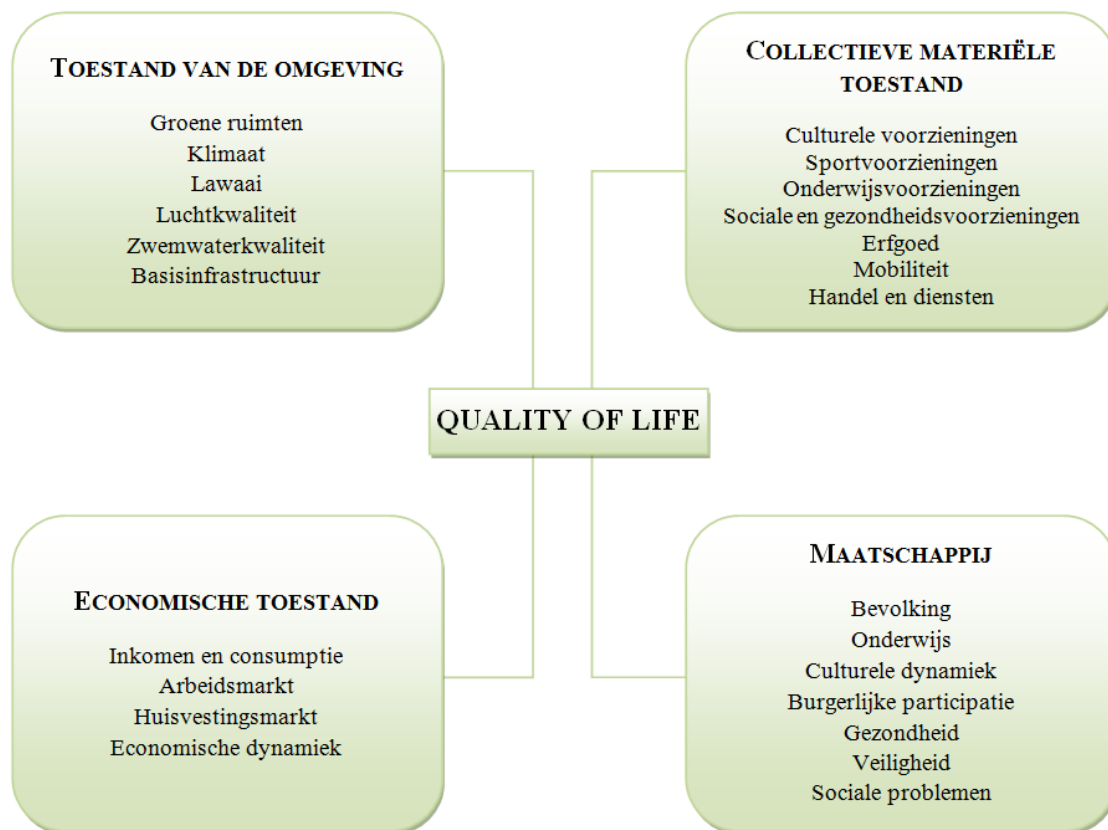 TOESTAND VAN DE OMGEVING
Groene ruimten
Klimaat
Lawaai
Luchtkwaliteit
Zwemwaterkwaliteit
Basisinfrastructuur
COLLECTIEVE MATERIËLE
TOESTAND
Culturele voorzieningen
Sportvoorzieningen
Onderwijsvoorzieningen
Sociale en gezondheidsvoorzieningen
Erfgoed
Mobiliteit
Handel en diensten
QUALITY OF LIFE
ECONOMISCHE TOESTAND
Inkomen en consumptie
Arbeidsmarkt
Huisvestingsmarkt
Economische dynamiek
MAATSCHAPPIJ
Bevolking
Onderwijs
Culturele dynamiek
Burgerlijke participatie
Gezondheid
Veiligheid
Sociale problemen